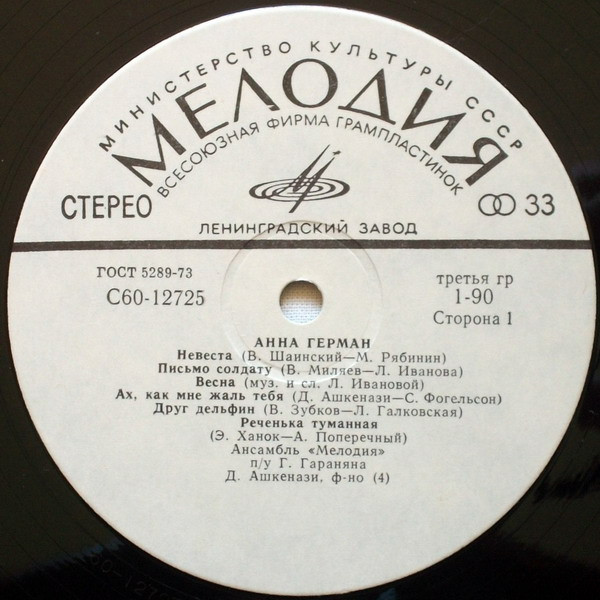 МИНИСТЕРСТВО КУЛЬТУРЫ СССР
МЕЛОДИЯ
ВСЕСОЮЗНАЯ ФИРМА ГРАМПЛАСТИНОК
СТЕРЕО
33
ЛЕНИНГРАДСКИЙ ЗАВОД
ГОСТ 5289-73
С60-12725
третья гр
1-90
Сторона 1
АННА ГЕРМАН
Невеста (В. Шаинский—М. Рябинин)
Письмо солдату (В. Миляев—Л. Иванова)
Весна (муз. и сл. Л. Ивановой)
Ах, как мне жаль тебя (Д. Ашкенази—С. Фогельсон)
Друг дельфин (В. Зубков—Л. Галковская)
Реченька туманная
(Э. Ханок—А. Поперечный)
Ансамбль «Мелодия»
п/у Г. Гараняна
Д. Ашкенази, ф-но (4)